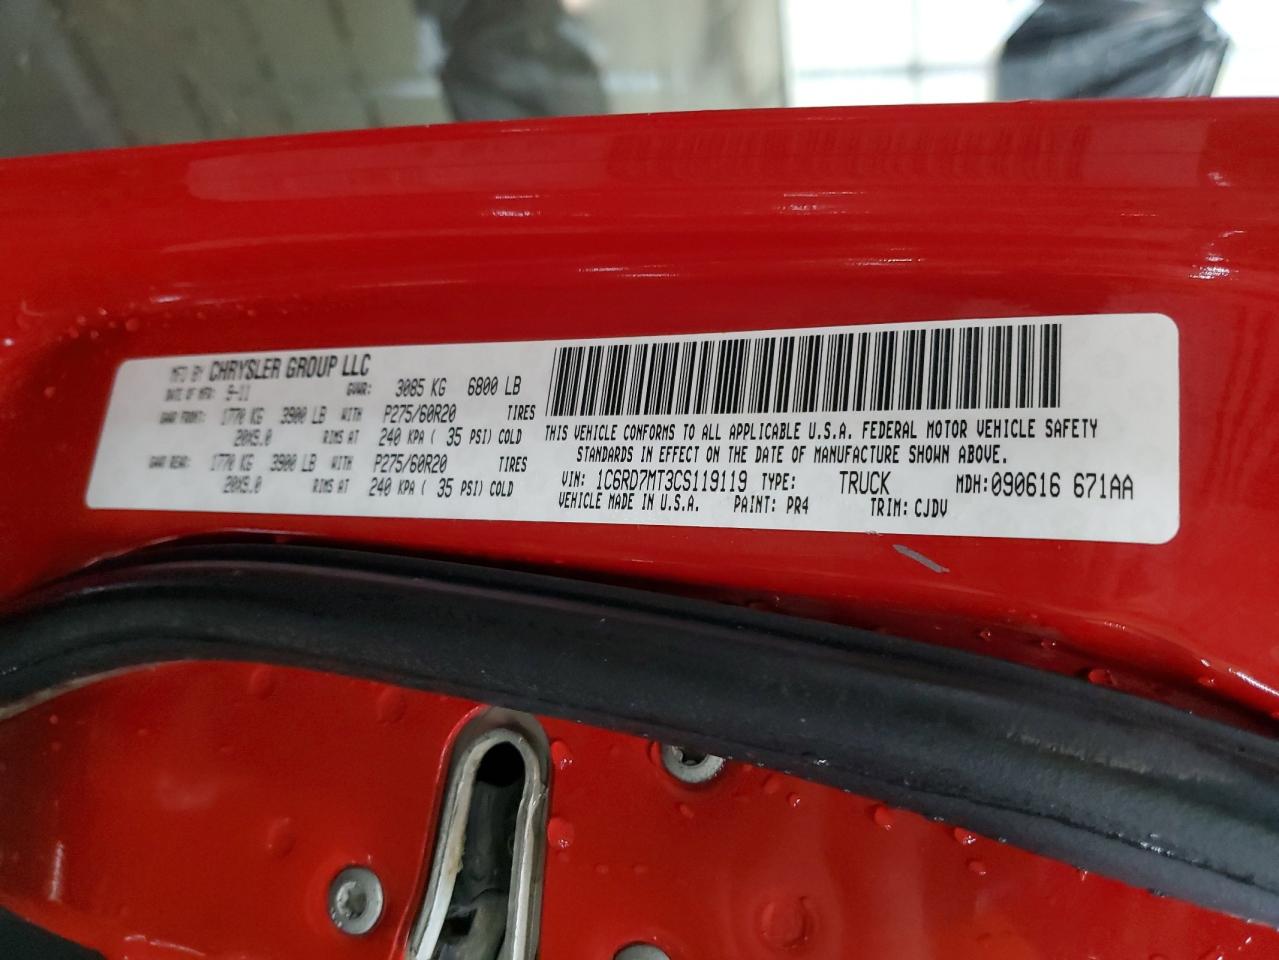 MFD BY CHRYSLER GROUP LLC
DATE OF MFR: 9-11 GVWR: 3085 KG 6800 LB
GAWR FRONT: 1770 KG 3900 LB WITH P275/60R20 TIRES
20X9.0 RIMS AT 240 KPA ( 35 PSI) COLD
GAWR REAR: 1770 KG 3900 LB WITH P275/60R20 TIRES
20X9.0 RIMS AT 240 KPA ( 35 PSI) COLD
THIS VEHICLE CONFORMS TO ALL APPLICABLE U.S.A. FEDERAL MOTOR VEHICLE SAFETY
STANDARDS IN EFFECT ON THE DATE OF MANUFACTURE SHOWN ABOVE.
VIN: 1C6RD7MT3CS119119 TYPE: TRUCK MDH: 090616 671AA
VEHICLE MADE IN U.S.A. PAINT: PR4 TRIM: CJDV